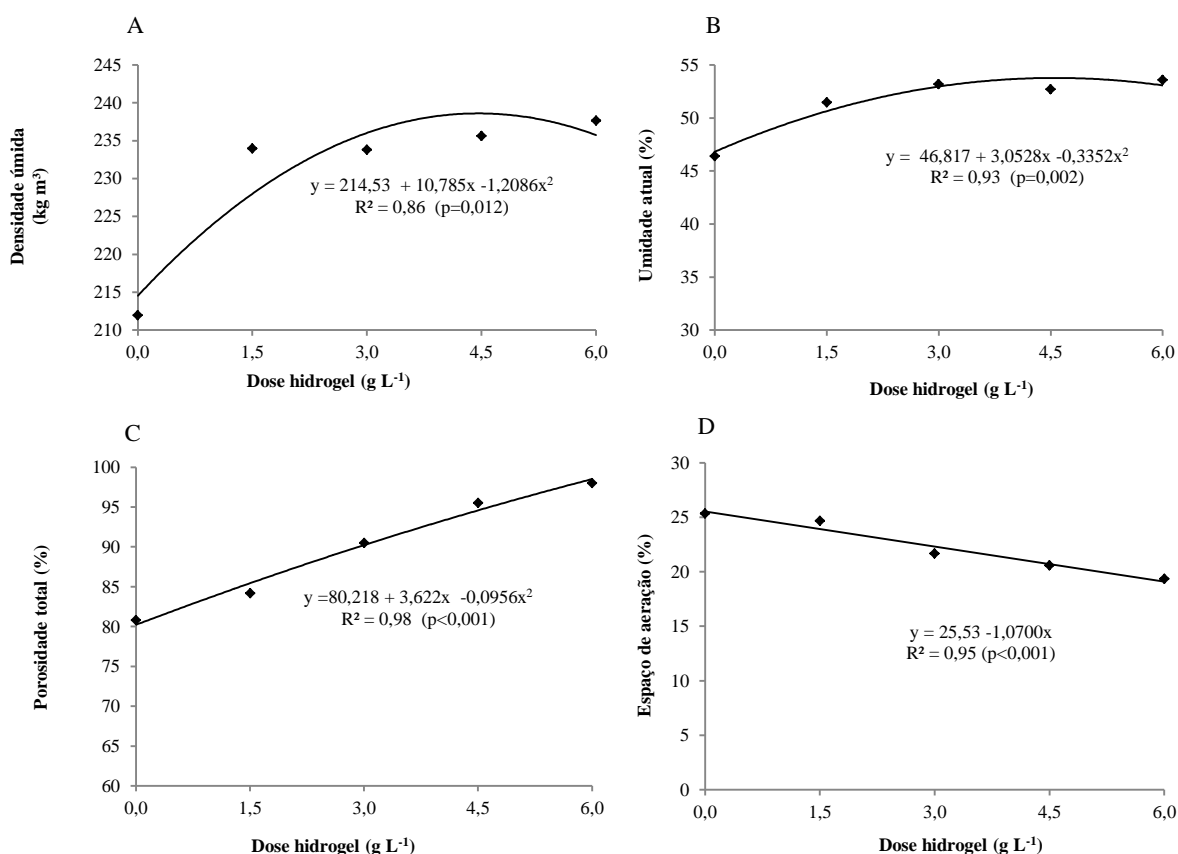 A
Densidade úmida
(kg m³)
245
240
235
230
225
220
215
210
y = 214,53 + 10,785x -1,2086x²
R² = 0,86 (p=0,012)
0,0 1,5 3,0 4,5 6,0
Dose hidrogel (g L⁻¹)
B
Umidade atual (%)
55
50
45
40
35
30
y = 46,817 + 3,0528x -0,3352x²
R² = 0,93 (p=0,002)
0,0 1,5 3,0 4,5 6,0
Dose hidrogel (g L⁻¹)
C
Porosidade total (%)
100
95
90
85
80
75
70
65
60
y =80,218 + 3,622x -0,0956x²
R² = 0,98 (p<0,001)
0,0 1,5 3,0 4,5 6,0
Dose hidrogel (g L⁻¹)
D
Espaço de aeração (%)
30
25
20
15
10
5
0
y = 25,53 -1,0700x
R² = 0,95 (p<0,001)
0,0 1,5 3,0 4,5 6,0
Dose hidrogel (g L⁻¹)